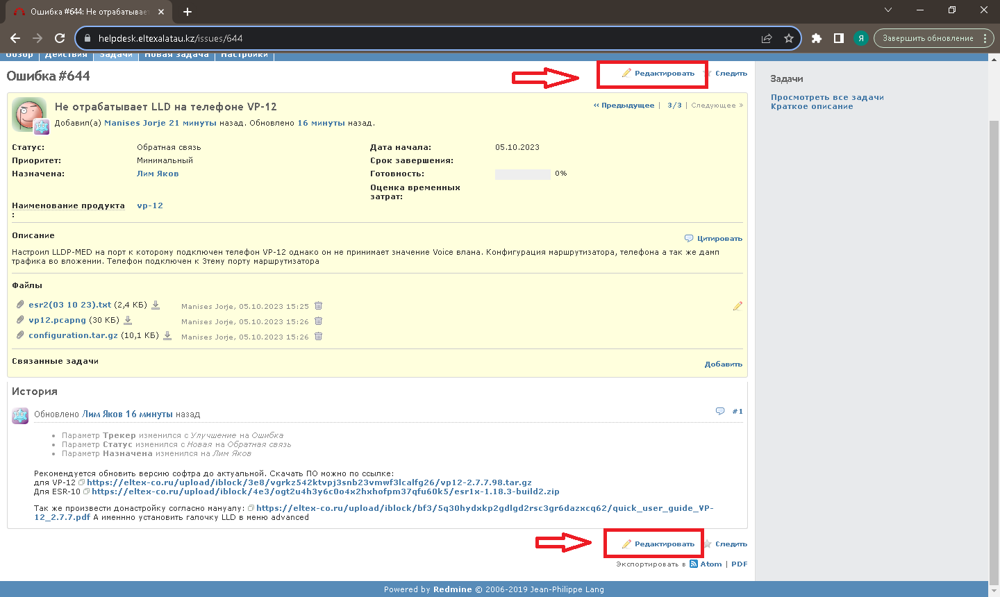 Ошибка #644: Не отрабатывает
helpdesk.eltexalatau.kz/issues/644
Я
Завершить обновление
Обзор Действия Задачи Новая задача Настройки
Ошибка #644
Редактировать Следить
Не отрабатывает LLD на телефоне VP-12
« Предыдущее | 3/3 | Следующее »
Добавил(а) Manises Jorje 21 минуты назад. Обновлено 16 минуты назад.
Статус: Обратная связь Дата начала: 05.10.2023
Приоритет: Минимальный Срок завершения:
Назначена: Лим Яков Готовность: 0%
Оценка временных
затрат:
Наименование продукта vp-12
:
Описание
Цитировать
Настроил LLDP-MED на порт к которому подключен телефон VP-12 однако он не принимает значение Voice влана. Конфигурация маршрутизатора, телефона а так же дамп
трафика во вложении. Телефон подключен к 3тему порту маршрутизатора
Файлы
esr2(03 10 23).txt (2,4 КБ) Manises Jorje, 05.10.2023 15:25
vp12.pcapng (30 КБ) Manises Jorje, 05.10.2023 15:26
configuration.tar.gz (10,1 КБ) Manises Jorje, 05.10.2023 15:26
Связанные задачи
Добавить
История
Обновлено Лим Яков 16 минуты назад #1
Параметр Трекер изменился с Улучшение на Ошибка
Параметр Статус изменился с Новая на Обратная связь
Параметр Назначена изменился на Лим Яков
Рекомендуется обновить версию софтра до актуальной. Скачать ПО можно по ссылке:
для VP-12 https://eltex-co.ru/upload/iblock/3e8/vgrkz542ktvpj3snb23vmwf3lcalfg26/vp12-2.7.7.98.tar.gz
Для ESR-10 https://eltex-co.ru/upload/iblock/4e3/ogt2u4h3y6c0o4x2hxhofpm37qfu60k5/esr1x-1.18.3-build2.zip
Так же произвести донастройку согласно мануалу: https://eltex-co.ru/upload/iblock/bf3/5q30hydxkp2gdlgd2rsc3gr6dazxcq62/quick_user_guide_VP-
12_2.7.7.pdf А именнно установить галочку LLD в меню advanced
Редактировать Следить
Экспортировать в Atom | PDF
Задачи
Просмотреть все задачи
Краткое описание
Powered by Redmine © 2006-2019 Jean-Philippe Lang